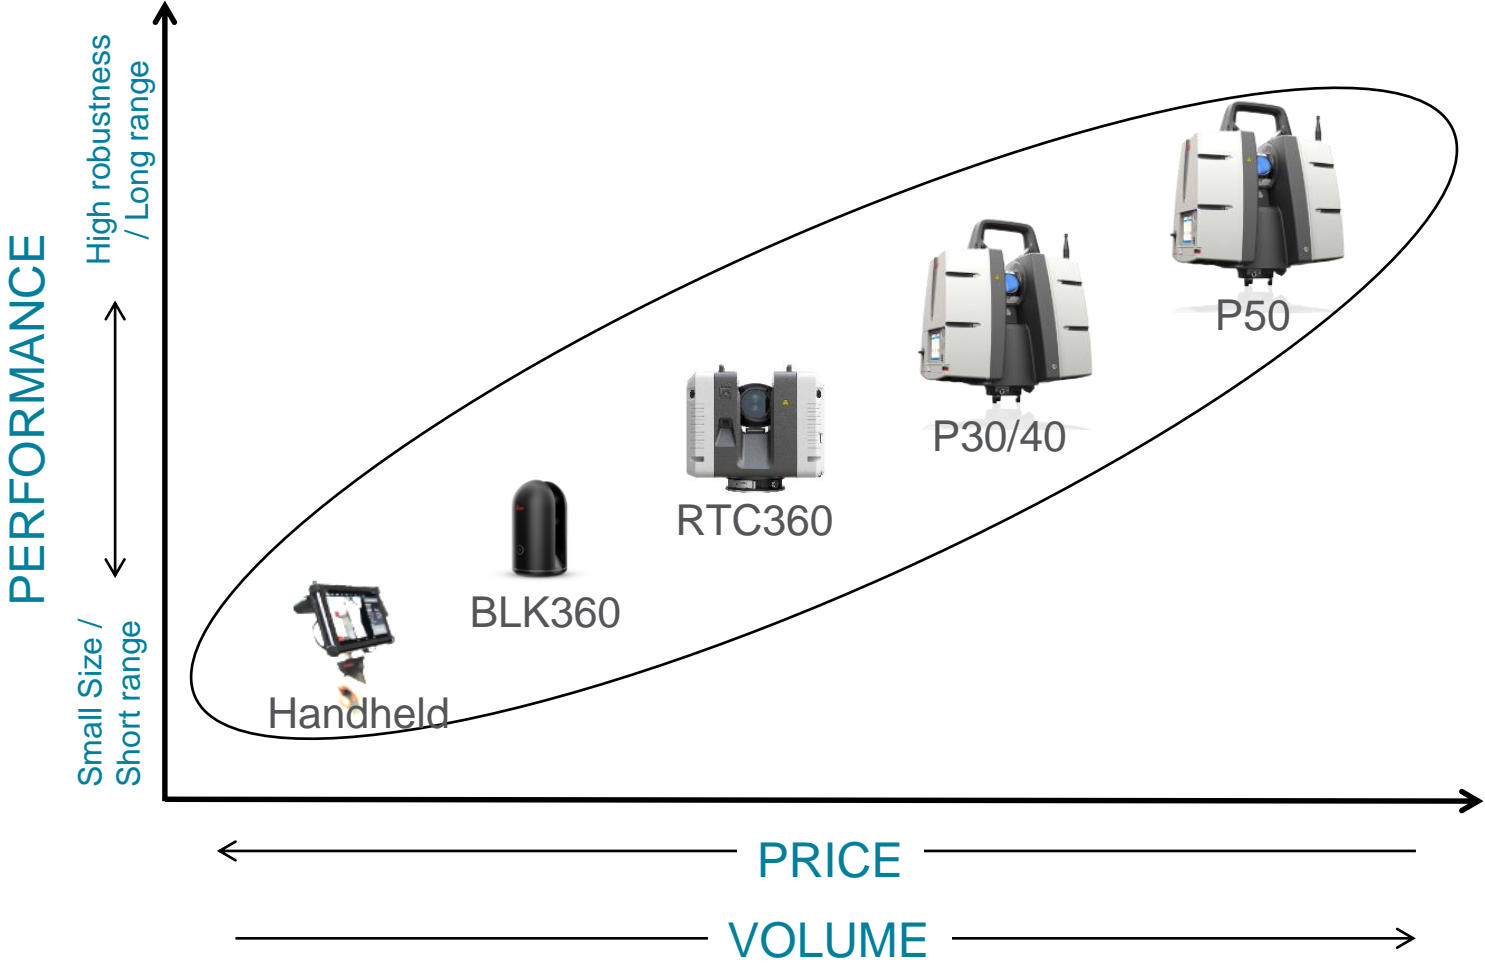 PERFORMANCE
High robustness
/ Long range
Small Size /
Short range
P50
P30/40
RTC360
BLK360
Handheld
PRICE
VOLUME